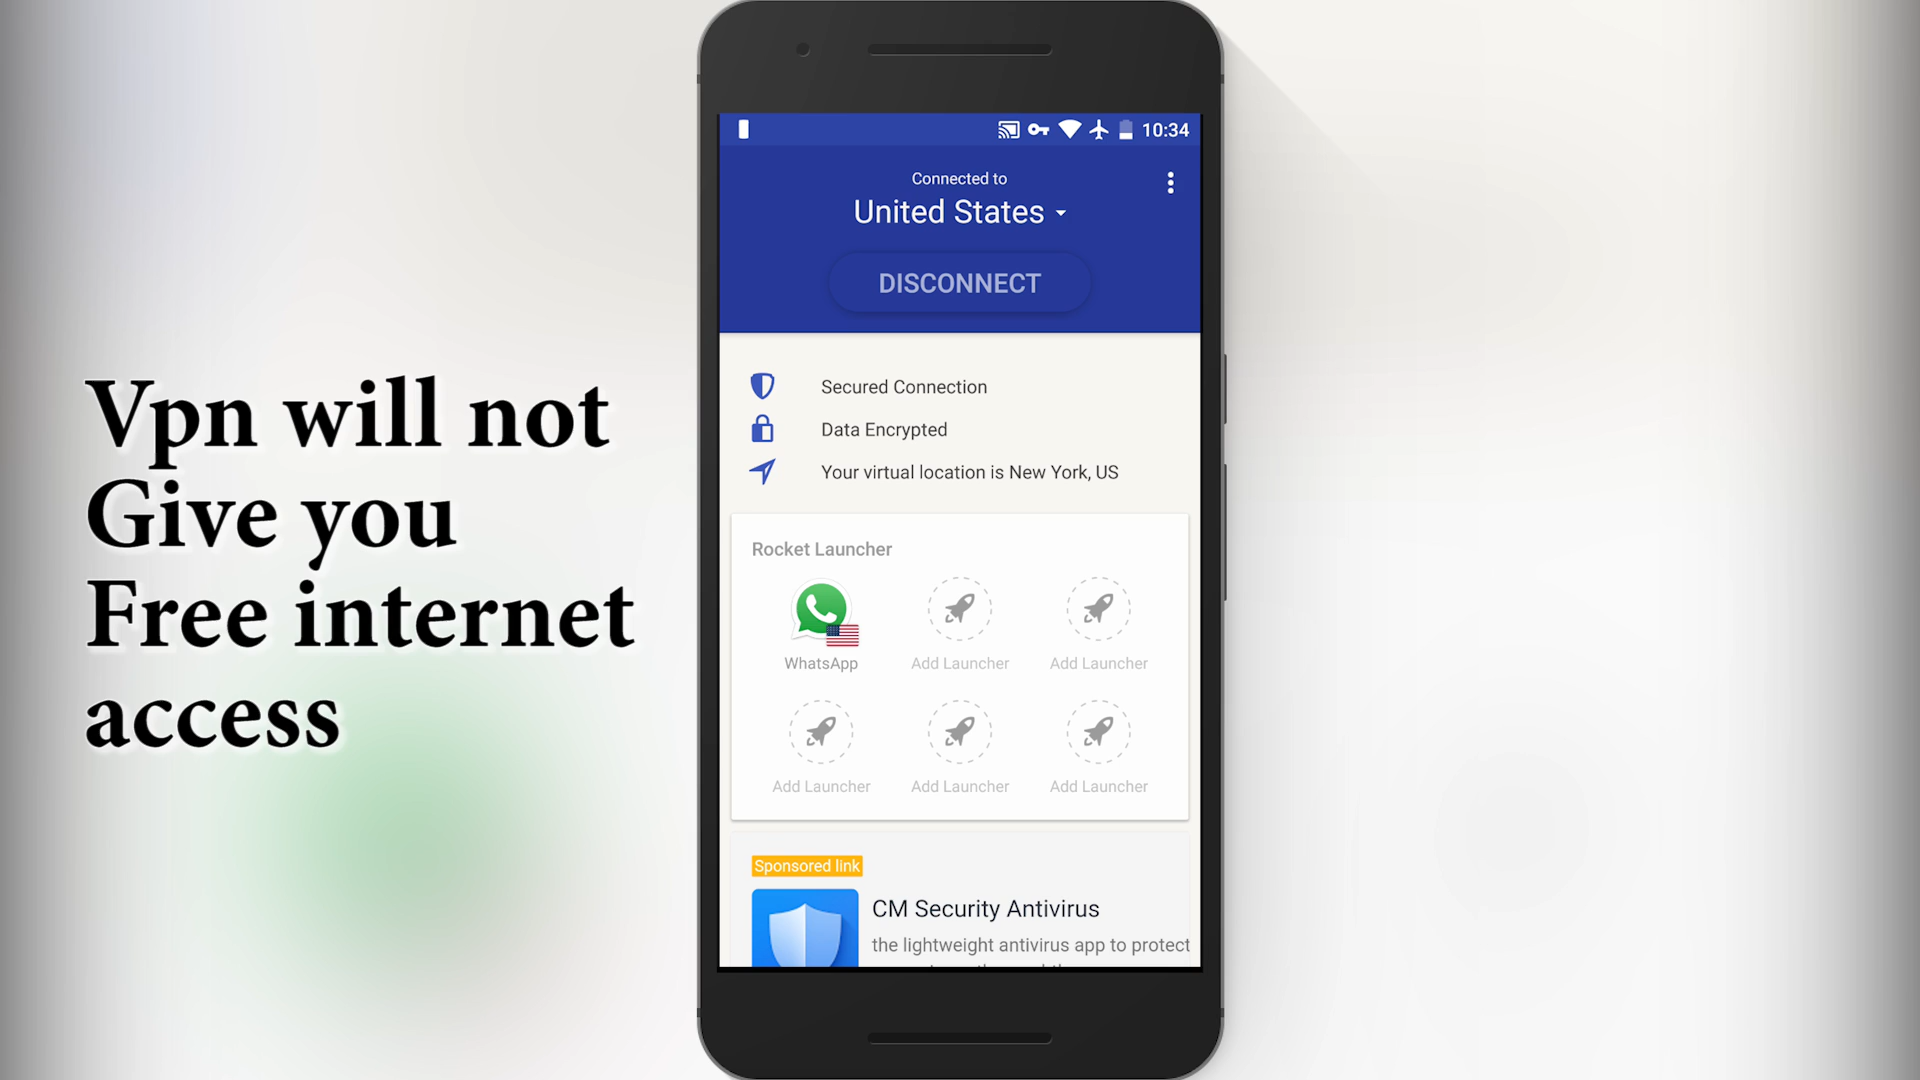 Vpn will not
Give you
Free internet
access
10:34
Connected to
United States
DISCONNECT
Secured Connection
Data Encrypted
Your virtual location is New York, US
Rocket Launcher
WhatsApp
Add Launcher
Add Launcher
Add Launcher
Add Launcher
Add Launcher
Sponsored link
CM Security Antivirus
the lightweight antivirus app to protect